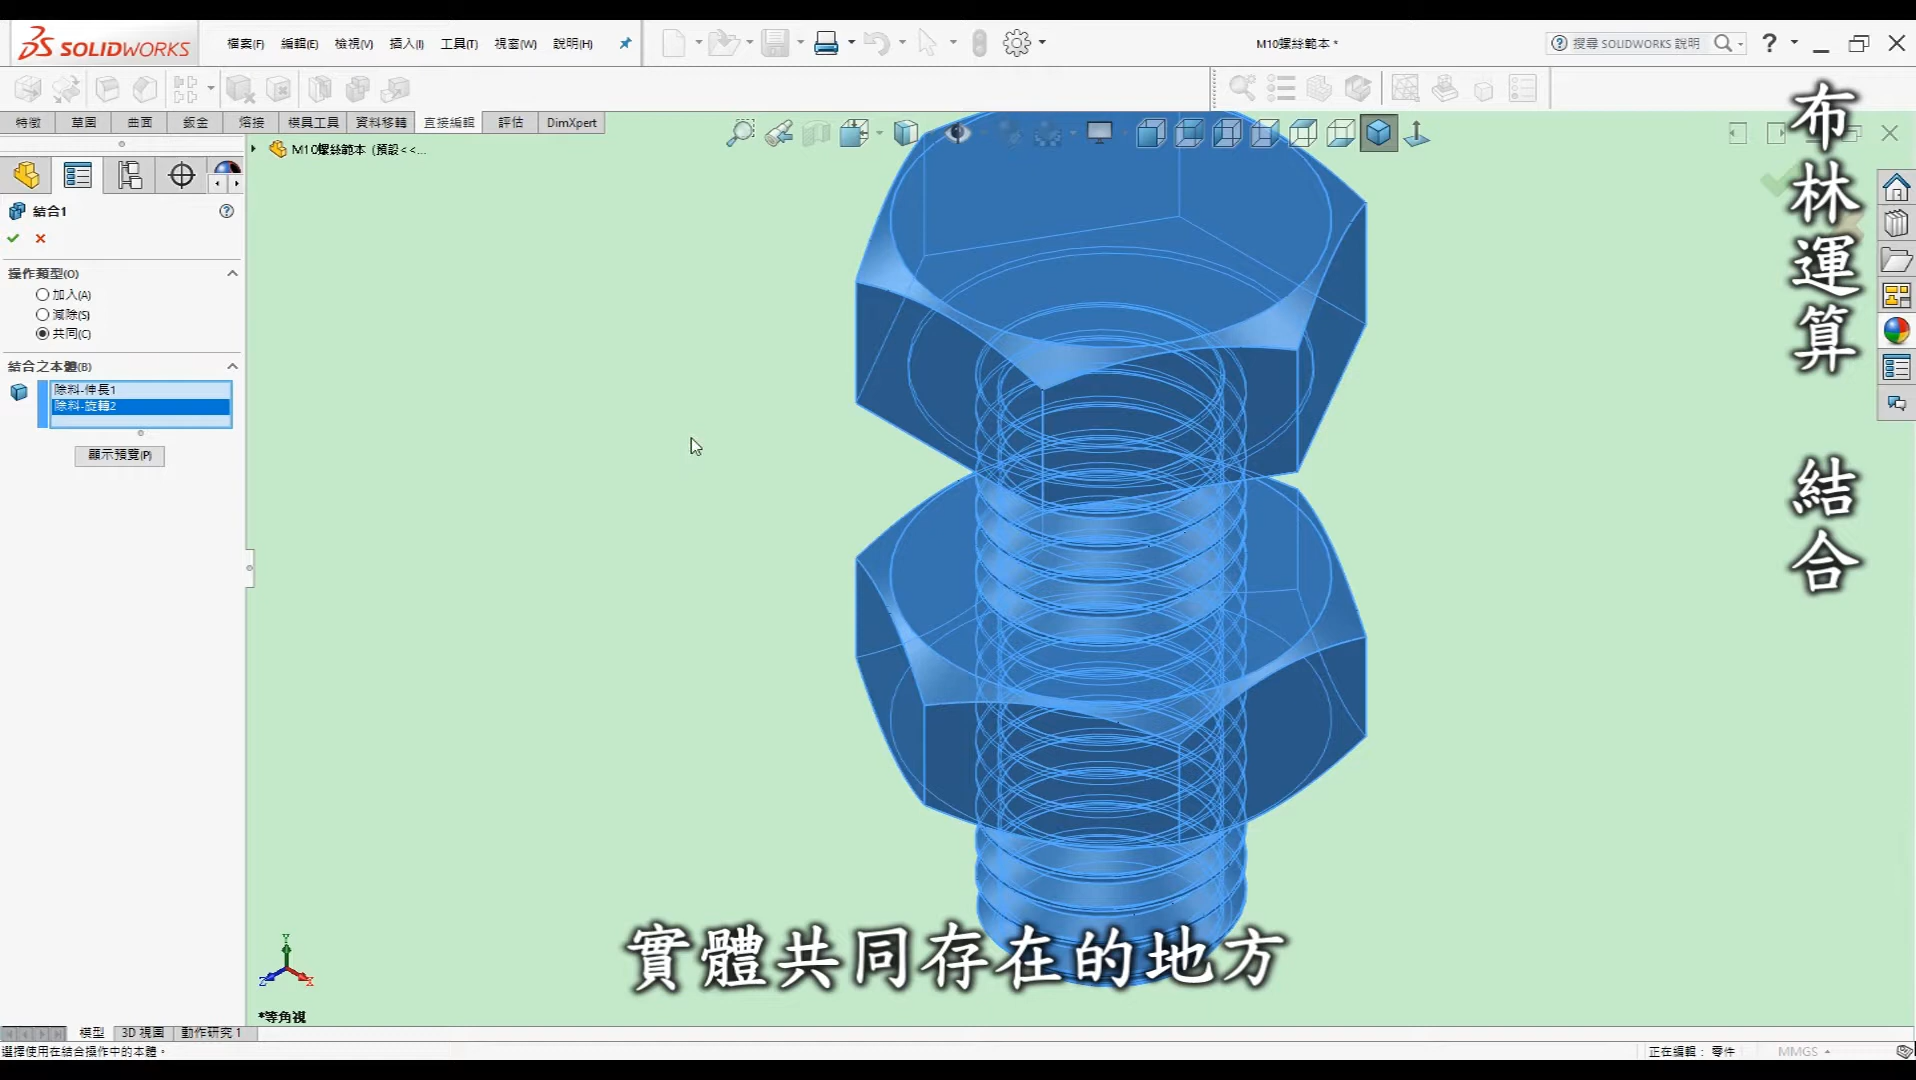 SOLIDWORKS
檔案(F) 編輯(E) 檢視(V) 插入(I) 工具(T) 視窗(W) 說明(H)
M10螺絲範本 *
搜尋 SOLIDWORKS 說明
特徵 草圖 曲面 鈑金 熔接 模具工具 資料移轉 直接編輯 評估 DimXpert
M10螺絲範本 (預設<<...
結合1
操作類型(O)
加入(A)
減除(S)
共同(C)
結合之本體(B)
除料-伸長1
除料-旋轉2
顯示預覽(P)
布林運算 結合
實體共同存在的地方
Y
Z
X
*等角視
模型 3D 視圖 動作研究 1
選擇使用在結合操作中的本體。
正在編輯： 零件
MMGS